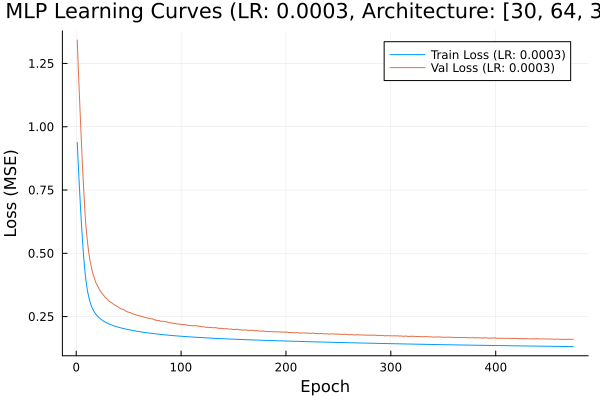 MLP Learning Curves (LR: 0.0003, Architecture: [30, 64, 3
Train Loss (LR: 0.0003)
Val Loss (LR: 0.0003)
Loss (MSE)
1.25
1.00
0.75
0.50
0.25
0 100 200 300 400
Epoch